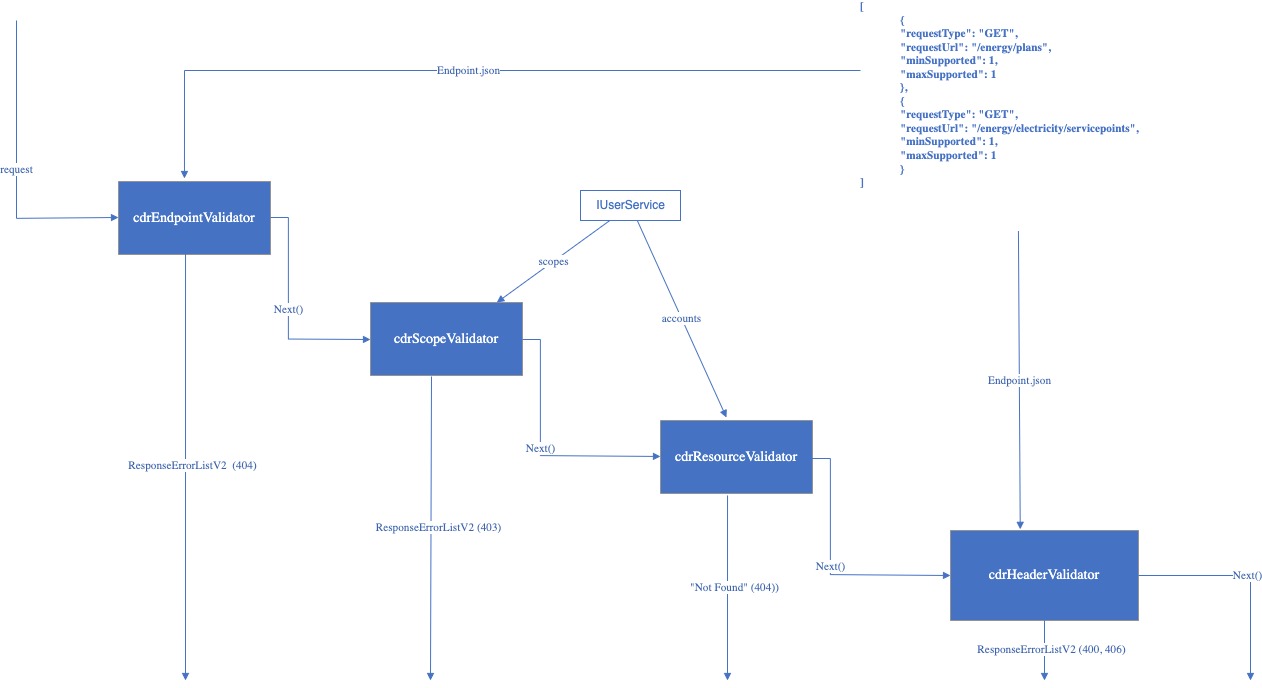 [
{
"requestType": "GET",
"requestUrl": "/energy/plans",
"minSupported": 1,
"maxSupported": 1
},
{
"requestType": "GET",
"requestUrl": "/energy/electricity/servicepoints",
"minSupported": 1,
"maxSupported": 1
}
]
Endpoint.json
request
cdrEndpointValidator
IUserService
scopes
Next()
accounts
cdrScopeValidator
Endpoint.json
Next()
cdrResourceValidator
ResponseErrorListV2 (404)
ResponseErrorListV2 (403)
Next()
cdrHeaderValidator
Next()
"Not Found" (404))
ResponseErrorListV2 (400, 406)